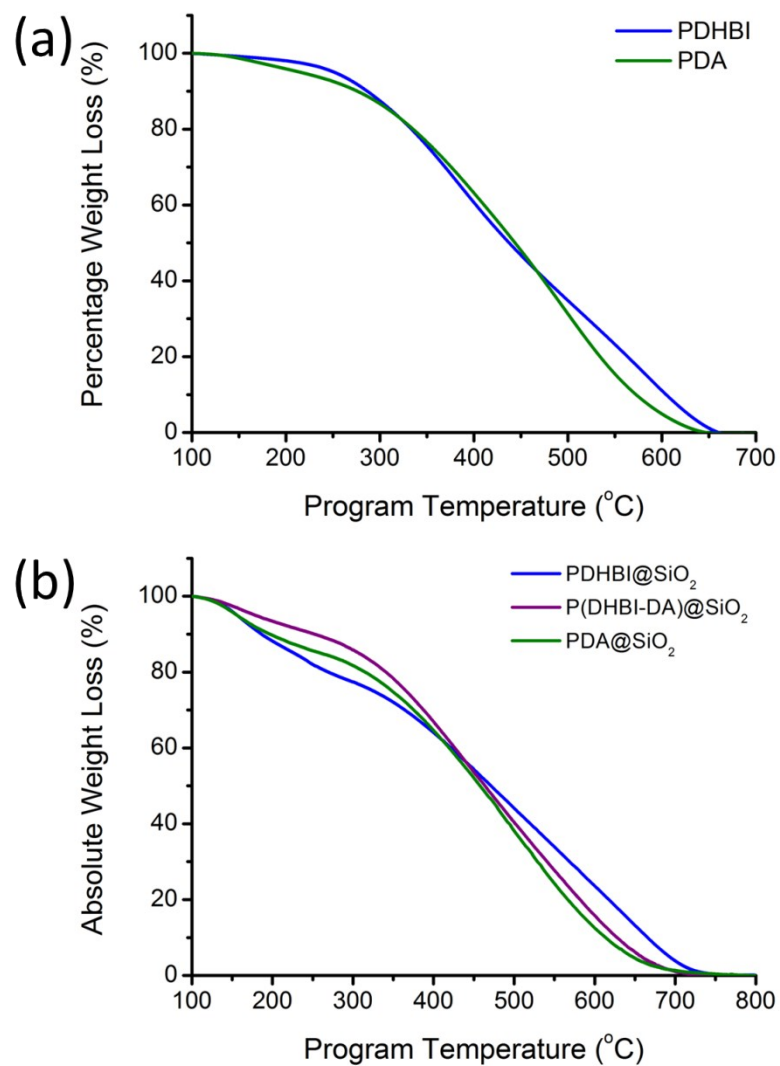 (a)
PDHBI
PDA
Percentage Weight Loss (%)
100
80
60
40
20
0
100 200 300 400 500 600 700
Program Temperature (°C)
(b)
PDHBI@SiO₂
P(DHBI-DA)@SiO₂
PDA@SiO₂
Absolute Weight Loss (%)
100
80
60
40
20
0
100 200 300 400 500 600 700 800
Program Temperature (°C)